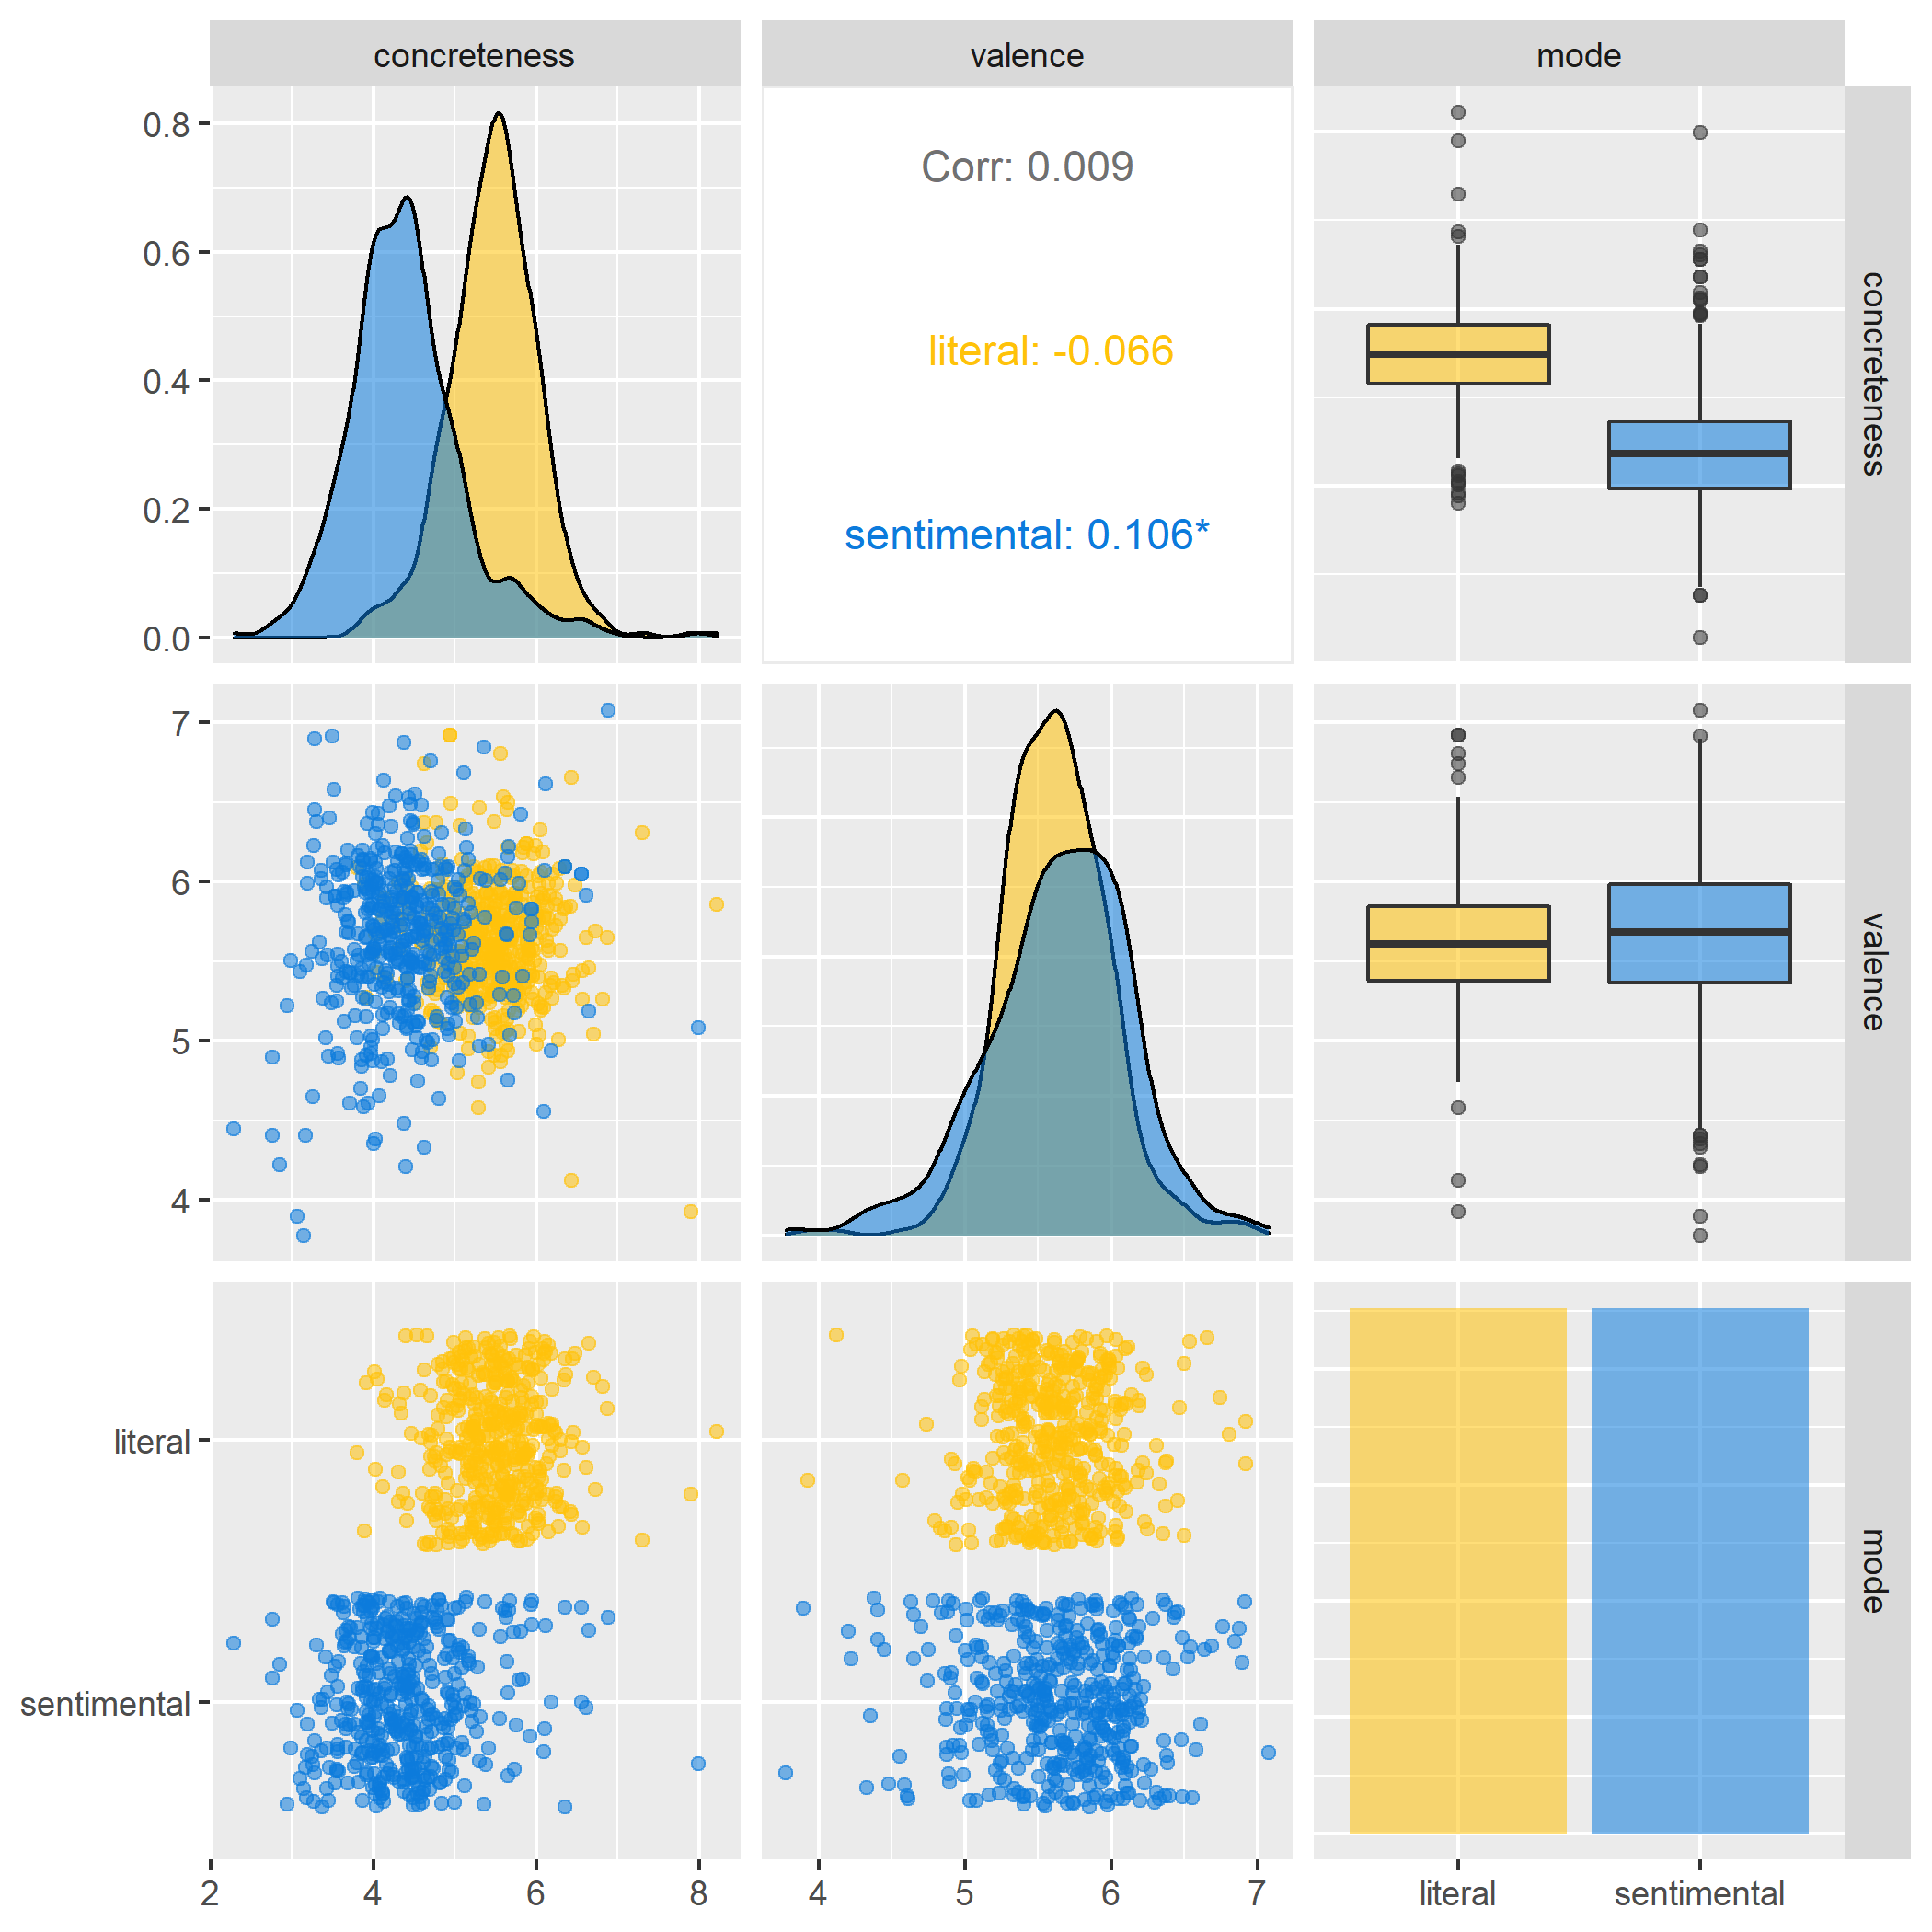 concreteness
valence
mode
0.8
0.6
0.4
0.2
0.0
Corr: 0.009
literal: -0.066
sentimental: 0.106*
concreteness
7
6
5
4
valence
literal
sentimental
mode
2 4 6 8
4 5 6 7
literal sentimental